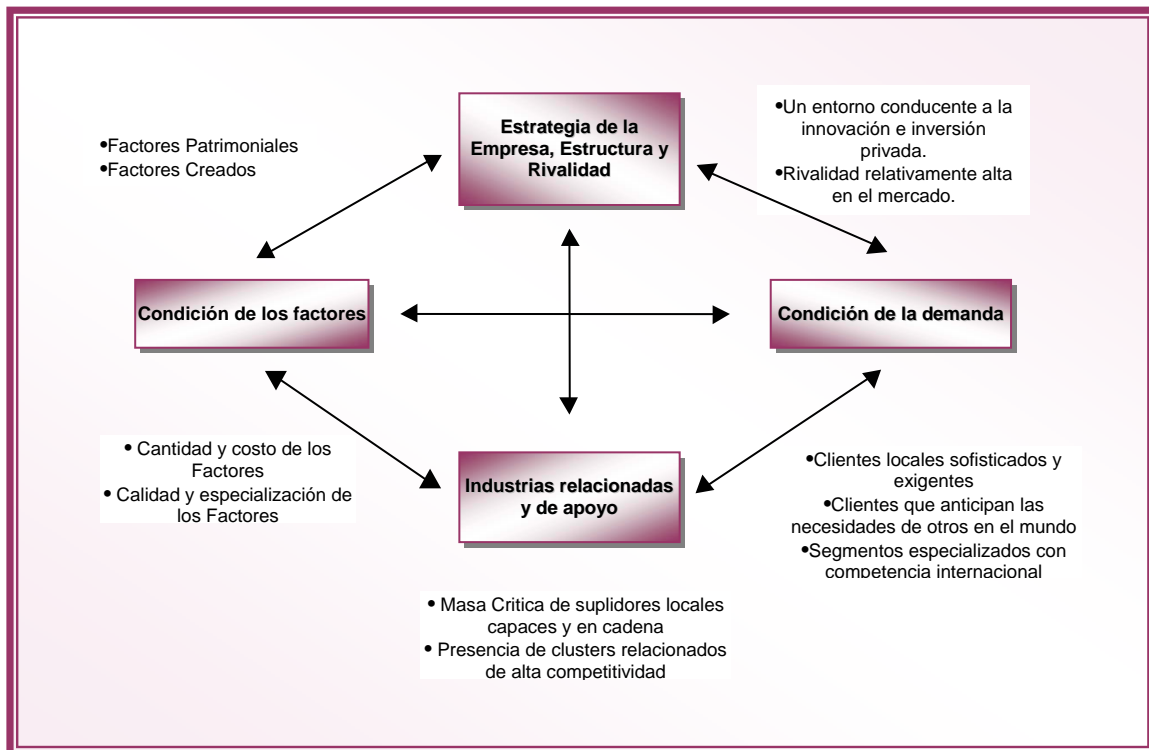 Estrategia de la
Empresa, Estructura y
Rivalidad
•Un entorno conducente a la
innovación e inversión
privada.
•Rivalidad relativamente alta
en el mercado.
•Factores Patrimoniales
•Factores Creados
Condición de los factores
Condición de la demanda
• Cantidad y costo de los
Factores
• Calidad y especialización de
los Factores
Industrias relacionadas
y de apoyo
•Clientes locales sofisticados y
exigentes
•Clientes que anticipan las
necesidades de otros en el mundo
•Segmentos especializados con
competencia internacional
• Masa Critica de suplidores locales
capaces y en cadena
• Presencia de clusters relacionados
de alta competitividad